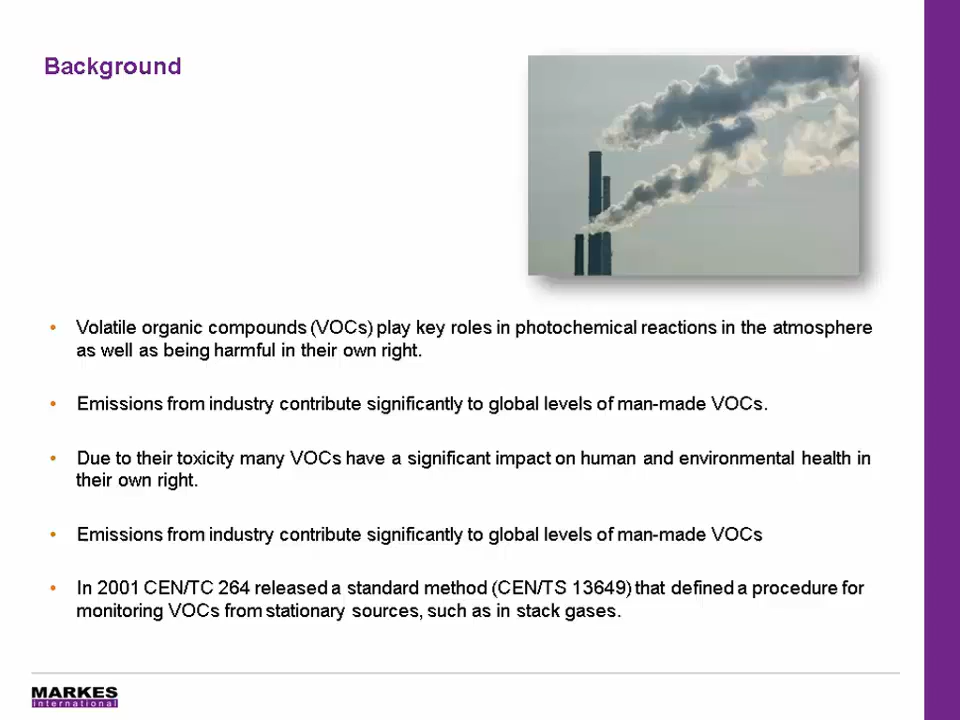 Background
• Volatile organic compounds (VOCs) play key roles in photochemical reactions in the atmosphere
as well as being harmful in their own right.
• Emissions from industry contribute significantly to global levels of man-made VOCs.
• Due to their toxicity many VOCs have a significant impact on human and environmental health in
their own right.
• Emissions from industry contribute significantly to global levels of man-made VOCs
• In 2001 CEN/TC 264 released a standard method (CEN/TS 13649) that defined a procedure for
monitoring VOCs from stationary sources, such as in stack gases.
MARKES
international